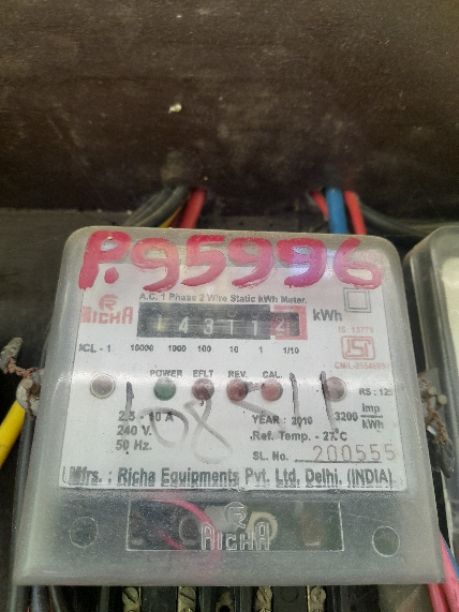 P.95996
A.C. 1 Phase 2 Wire Static kWh Meter.
RICHA
kWh
IS 13779
CL - 1 10000 1000 100 10 1 1/10
POWER EFLT REV. CAL.
2.5 - 10 A
YEARS : 2010
3200 Imp/kWh
240 V.
50 Hz.
Ref. Temp. - 27°C
SL. No. 200555
Mfrs. : Richa Equipments Pvt. Ltd. Delhi. (INDIA)
RICHA